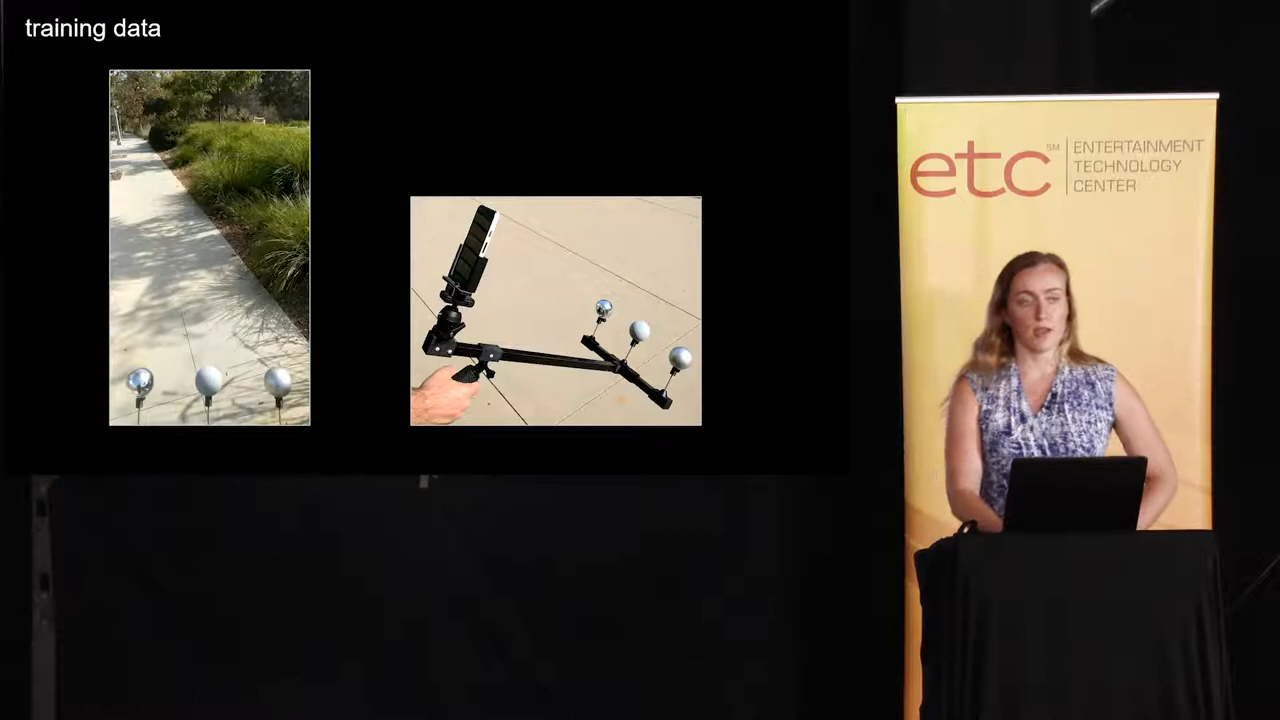 training data
etc SM
ENTERTAINMENT
TECHNOLOGY
CENTER